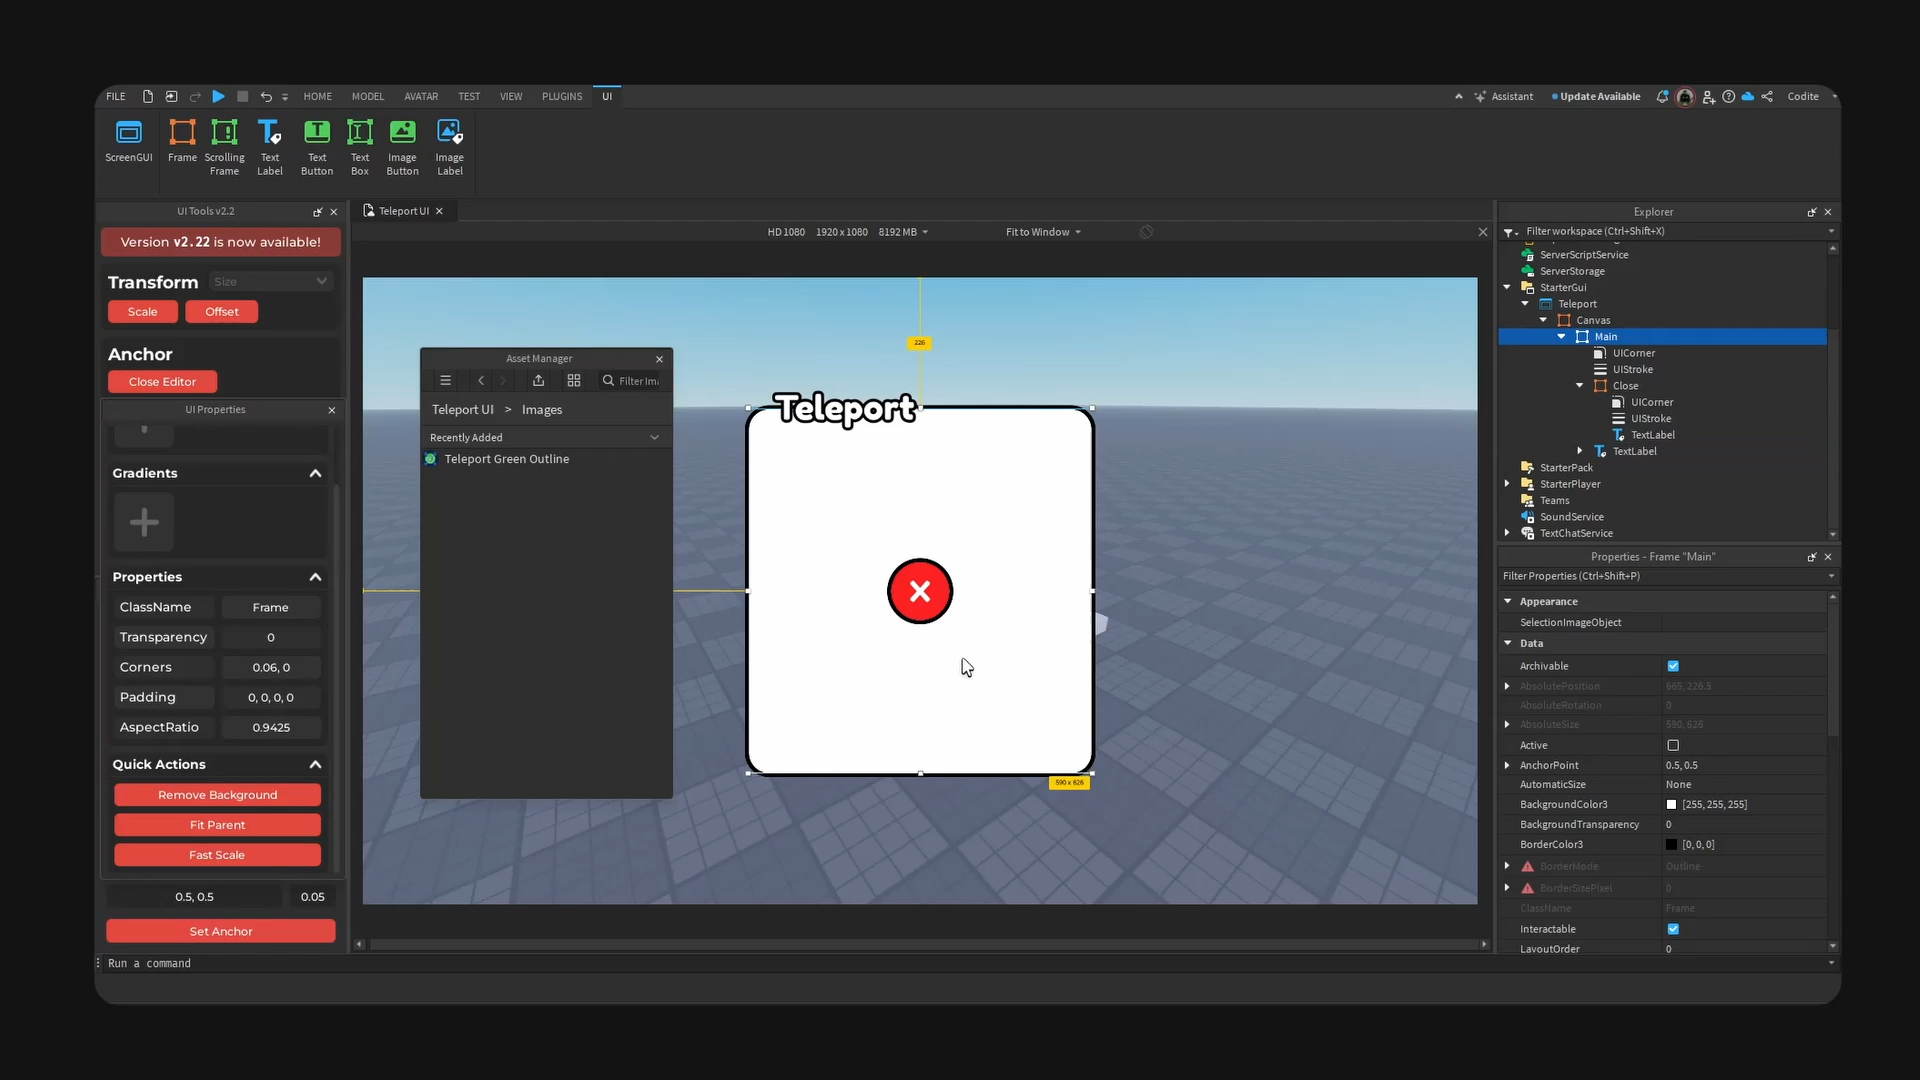 FILE HOME MODEL AVATAR TEST VIEW PLUGINS UI Assistant Update Available Codite
ScreenGUI Frame Scrolling Frame Text Label Text Button Text Box Image Button Image Label
UI Tools v2.2
Version v2.22 is now available!
Transform Size
Scale Offset
Anchor
Close Editor
UI Properties
Gradients
Properties
ClassName Frame
Transparency 0
Corners 0.06, 0
Padding 0, 0, 0, 0
AspectRatio 0.9425
Quick Actions
Remove Background
Fit Parent
Fast Scale
0.5, 0.5 0.05
Set Anchor
Run a command
Teleport UI
HD 1080 1920 x 1080 8192 MB Fit to Window
226
Asset Manager
Filter Im
Teleport UI > Images
Recently Added
Teleport Green Outline
Teleport
590 x 626
Explorer
Filter workspace (Ctrl+Shift+X)
ServerScriptService
ServerStorage
StarterGui
Teleport
Canvas
Main
UICorner
UIStroke
Close
UICorner
UIStroke
TextLabel
TextLabel
StarterPack
StarterPlayer
Teams
SoundService
TextChatService
Properties - Frame "Main"
Filter Properties (Ctrl+Shift+P)
Appearance
SelectionImageObject
Data
Archivable
AbsolutePosition 665, 226.5
AbsoluteRotation 0
AbsoluteSize 590, 626
Active
AnchorPoint 0.5, 0.5
AutomaticSize None
BackgroundColor3 [255, 255, 255]
BackgroundTransparency 0
BorderColor3 [0, 0, 0]
BorderMode Outline
BorderSizePixel 0
ClassName Frame
Interactable
LayoutOrder 0